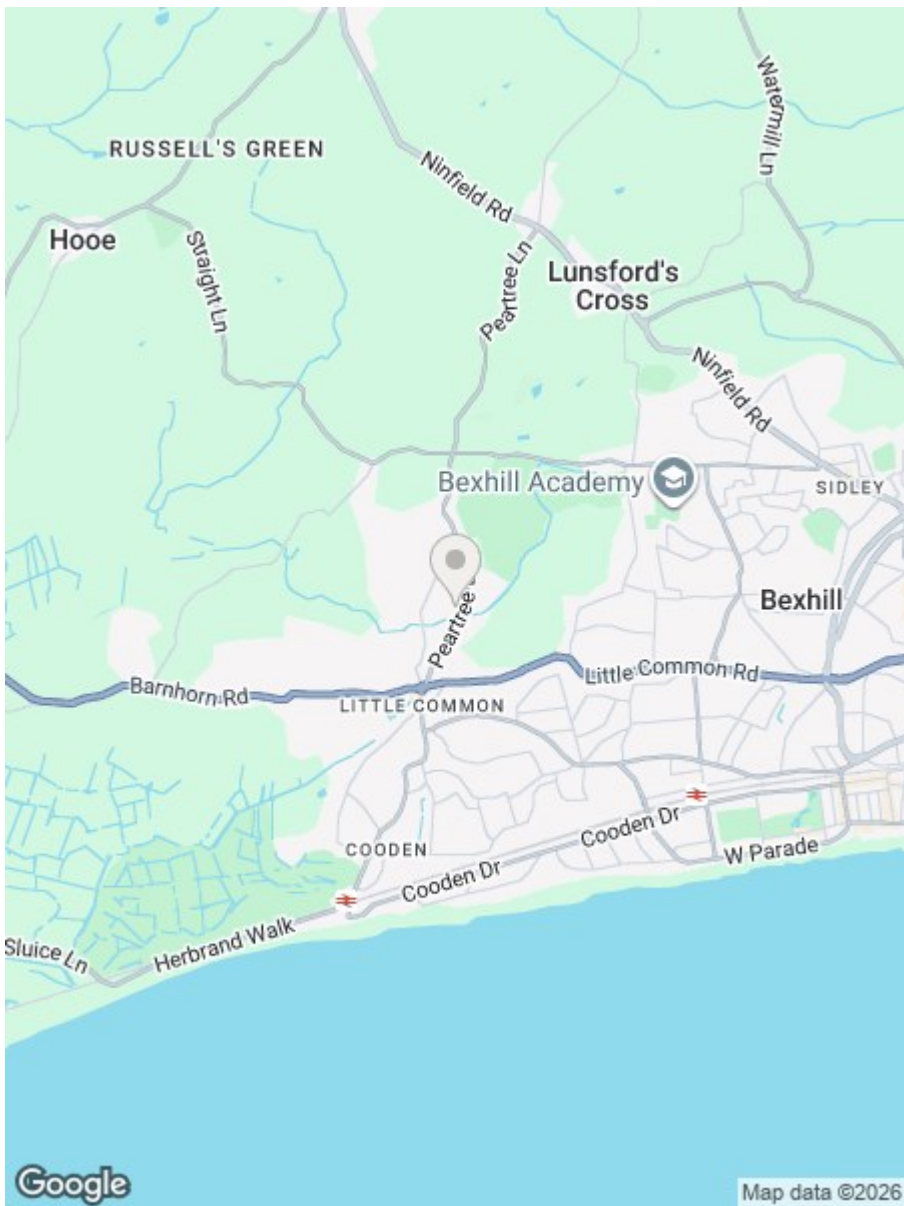 Watermill Ln
RUSSELL'S GREEN
Ninfield Rd
Hooe
Straight Ln
Peartree Ln
Lunsford's
Cross
Ninfield Rd
Bexhill Academy
SIDLEY
Peartree
Bexhill
Barnhorn Rd
Little Common Rd
LITTLE COMMON
COODEN
Cooden Dr
Cooden Dr
W Parade
Herbrand Walk
Sluice Ln
Google
Map data ©2026